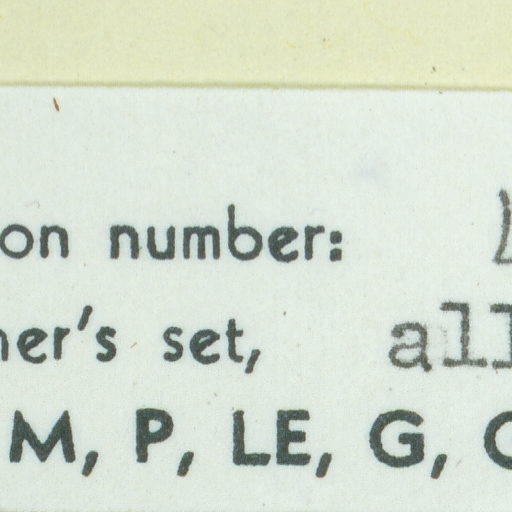 on number:
ner's set, all
M, P, LE, G,